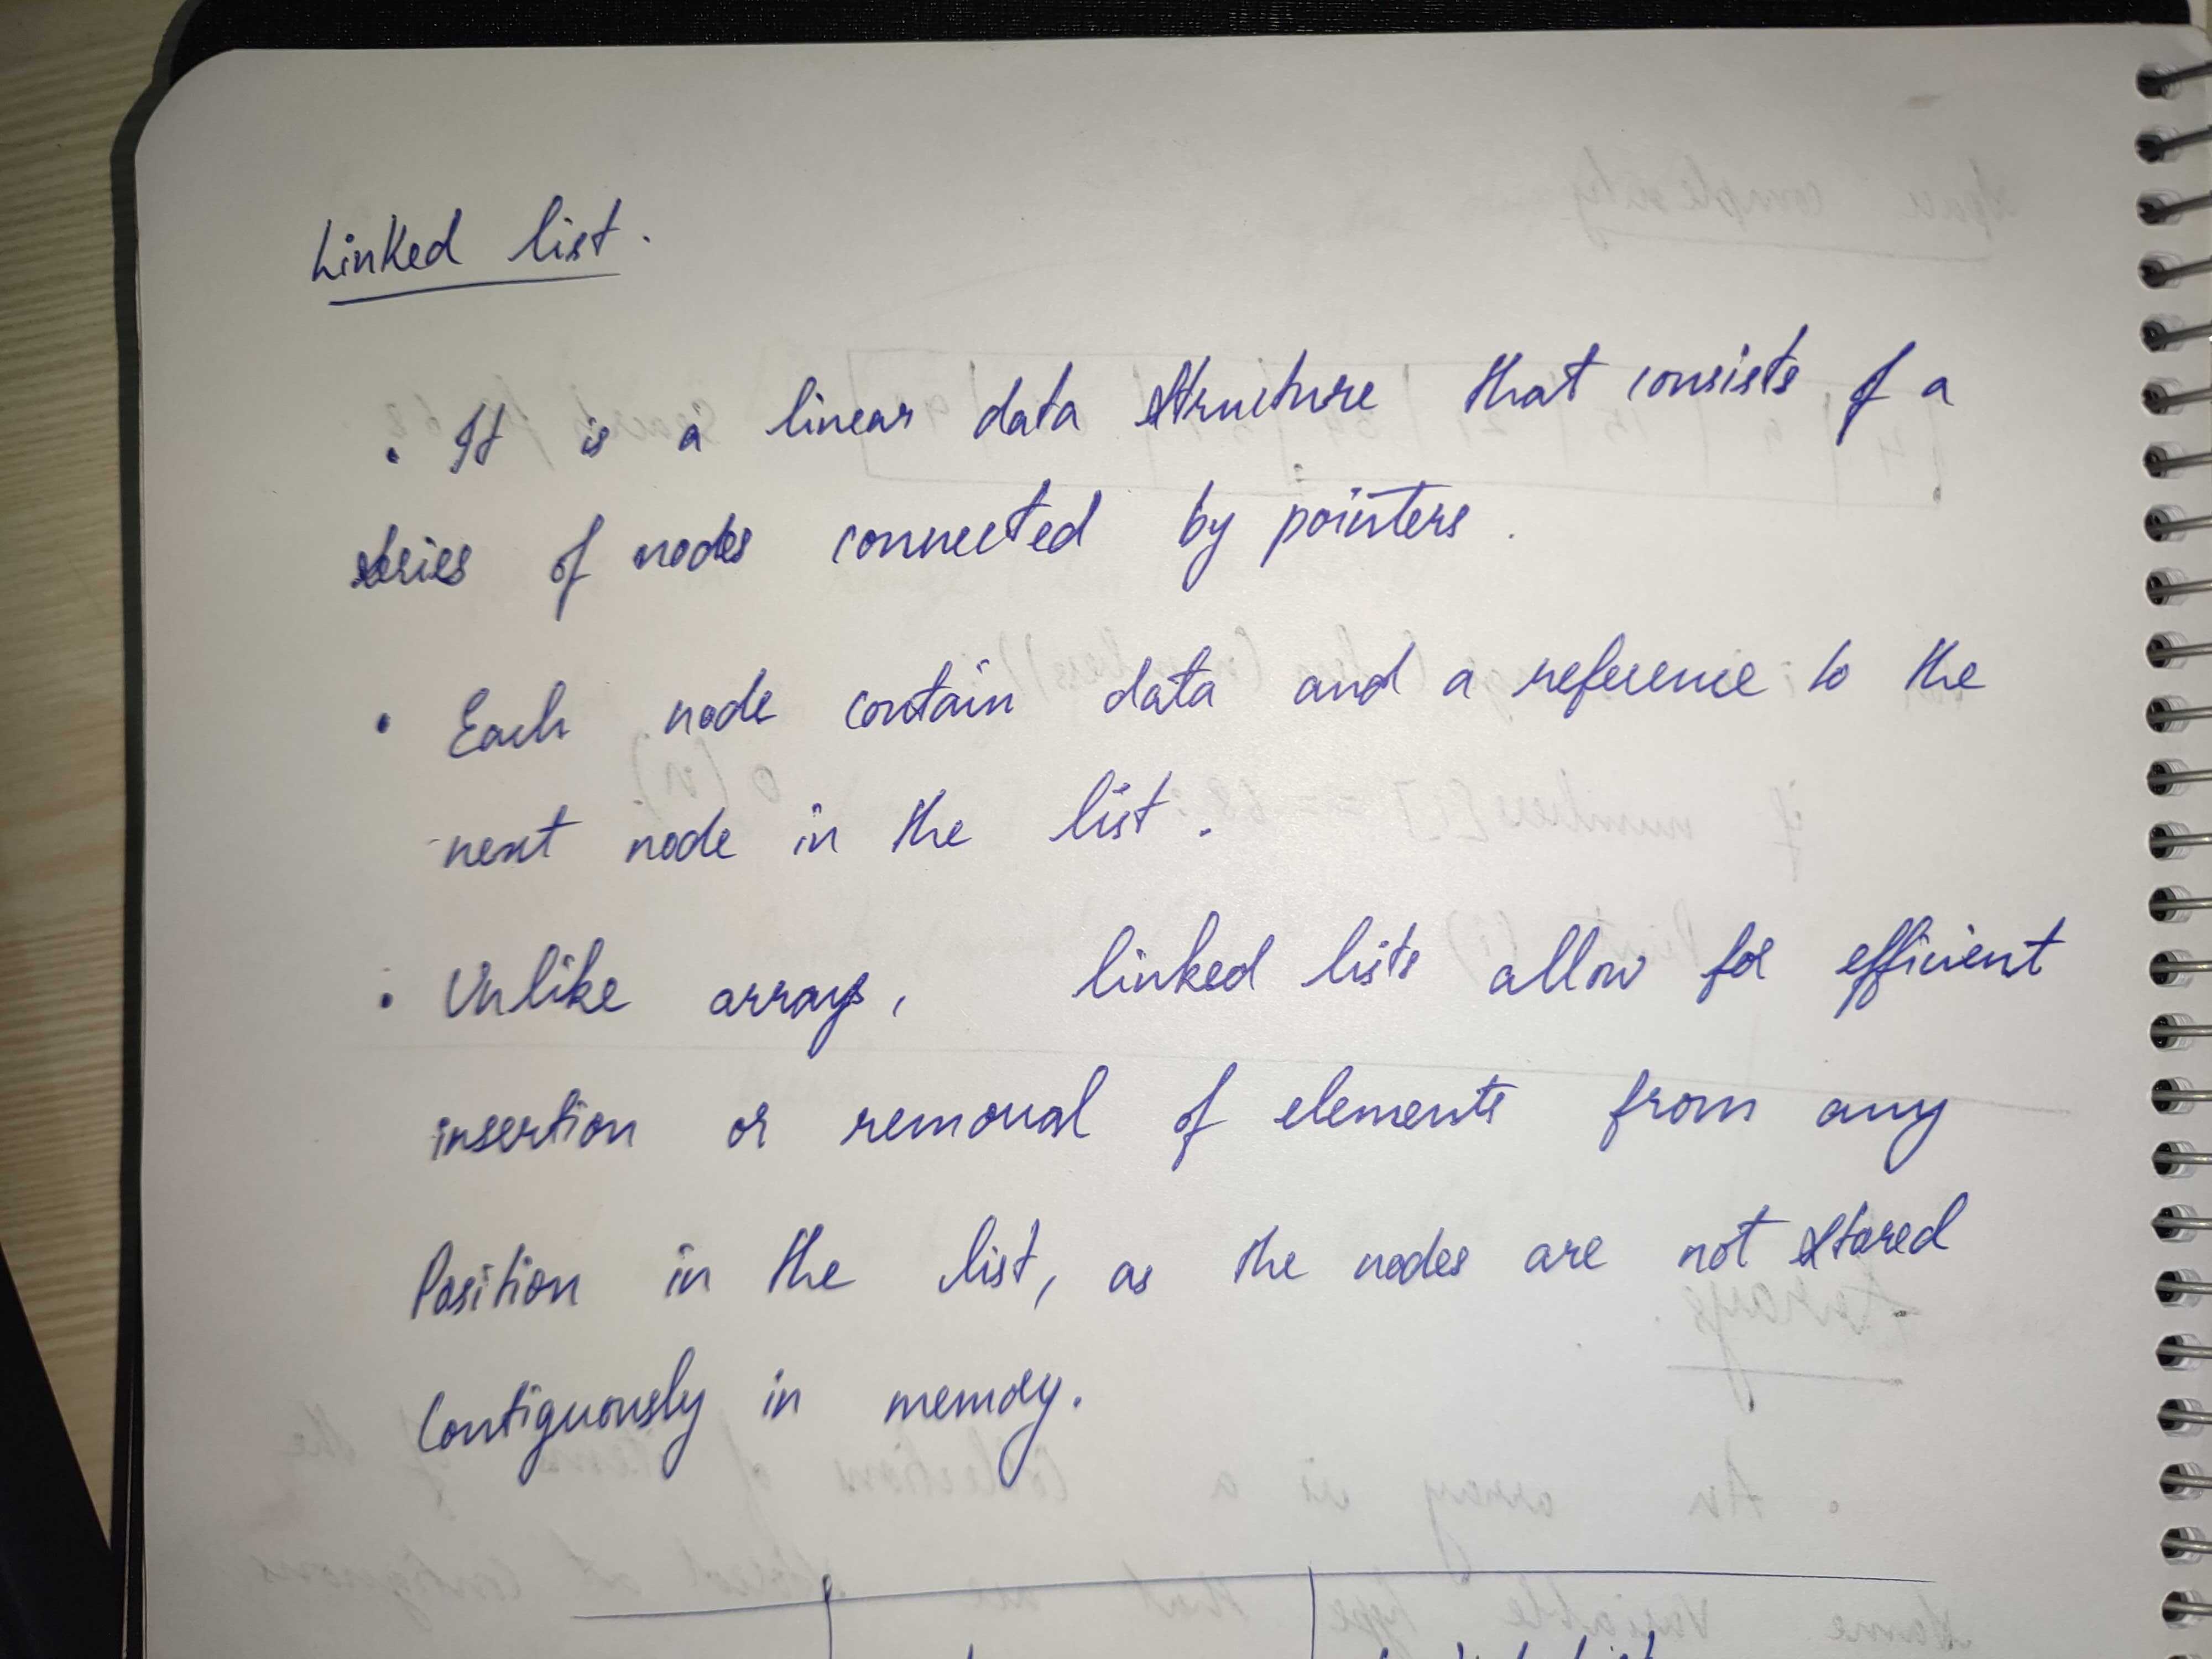 Linked list.
• It is a linear data structure that consists of a
series of nodes connected by pointers.
• Each node contain data and a reference to the
next node in the list.
• Unlike arrays, linked lists allow for efficient
insertion or removal of elements from any
Position in the list, as the nodes are not stored
Contiguously in memory.